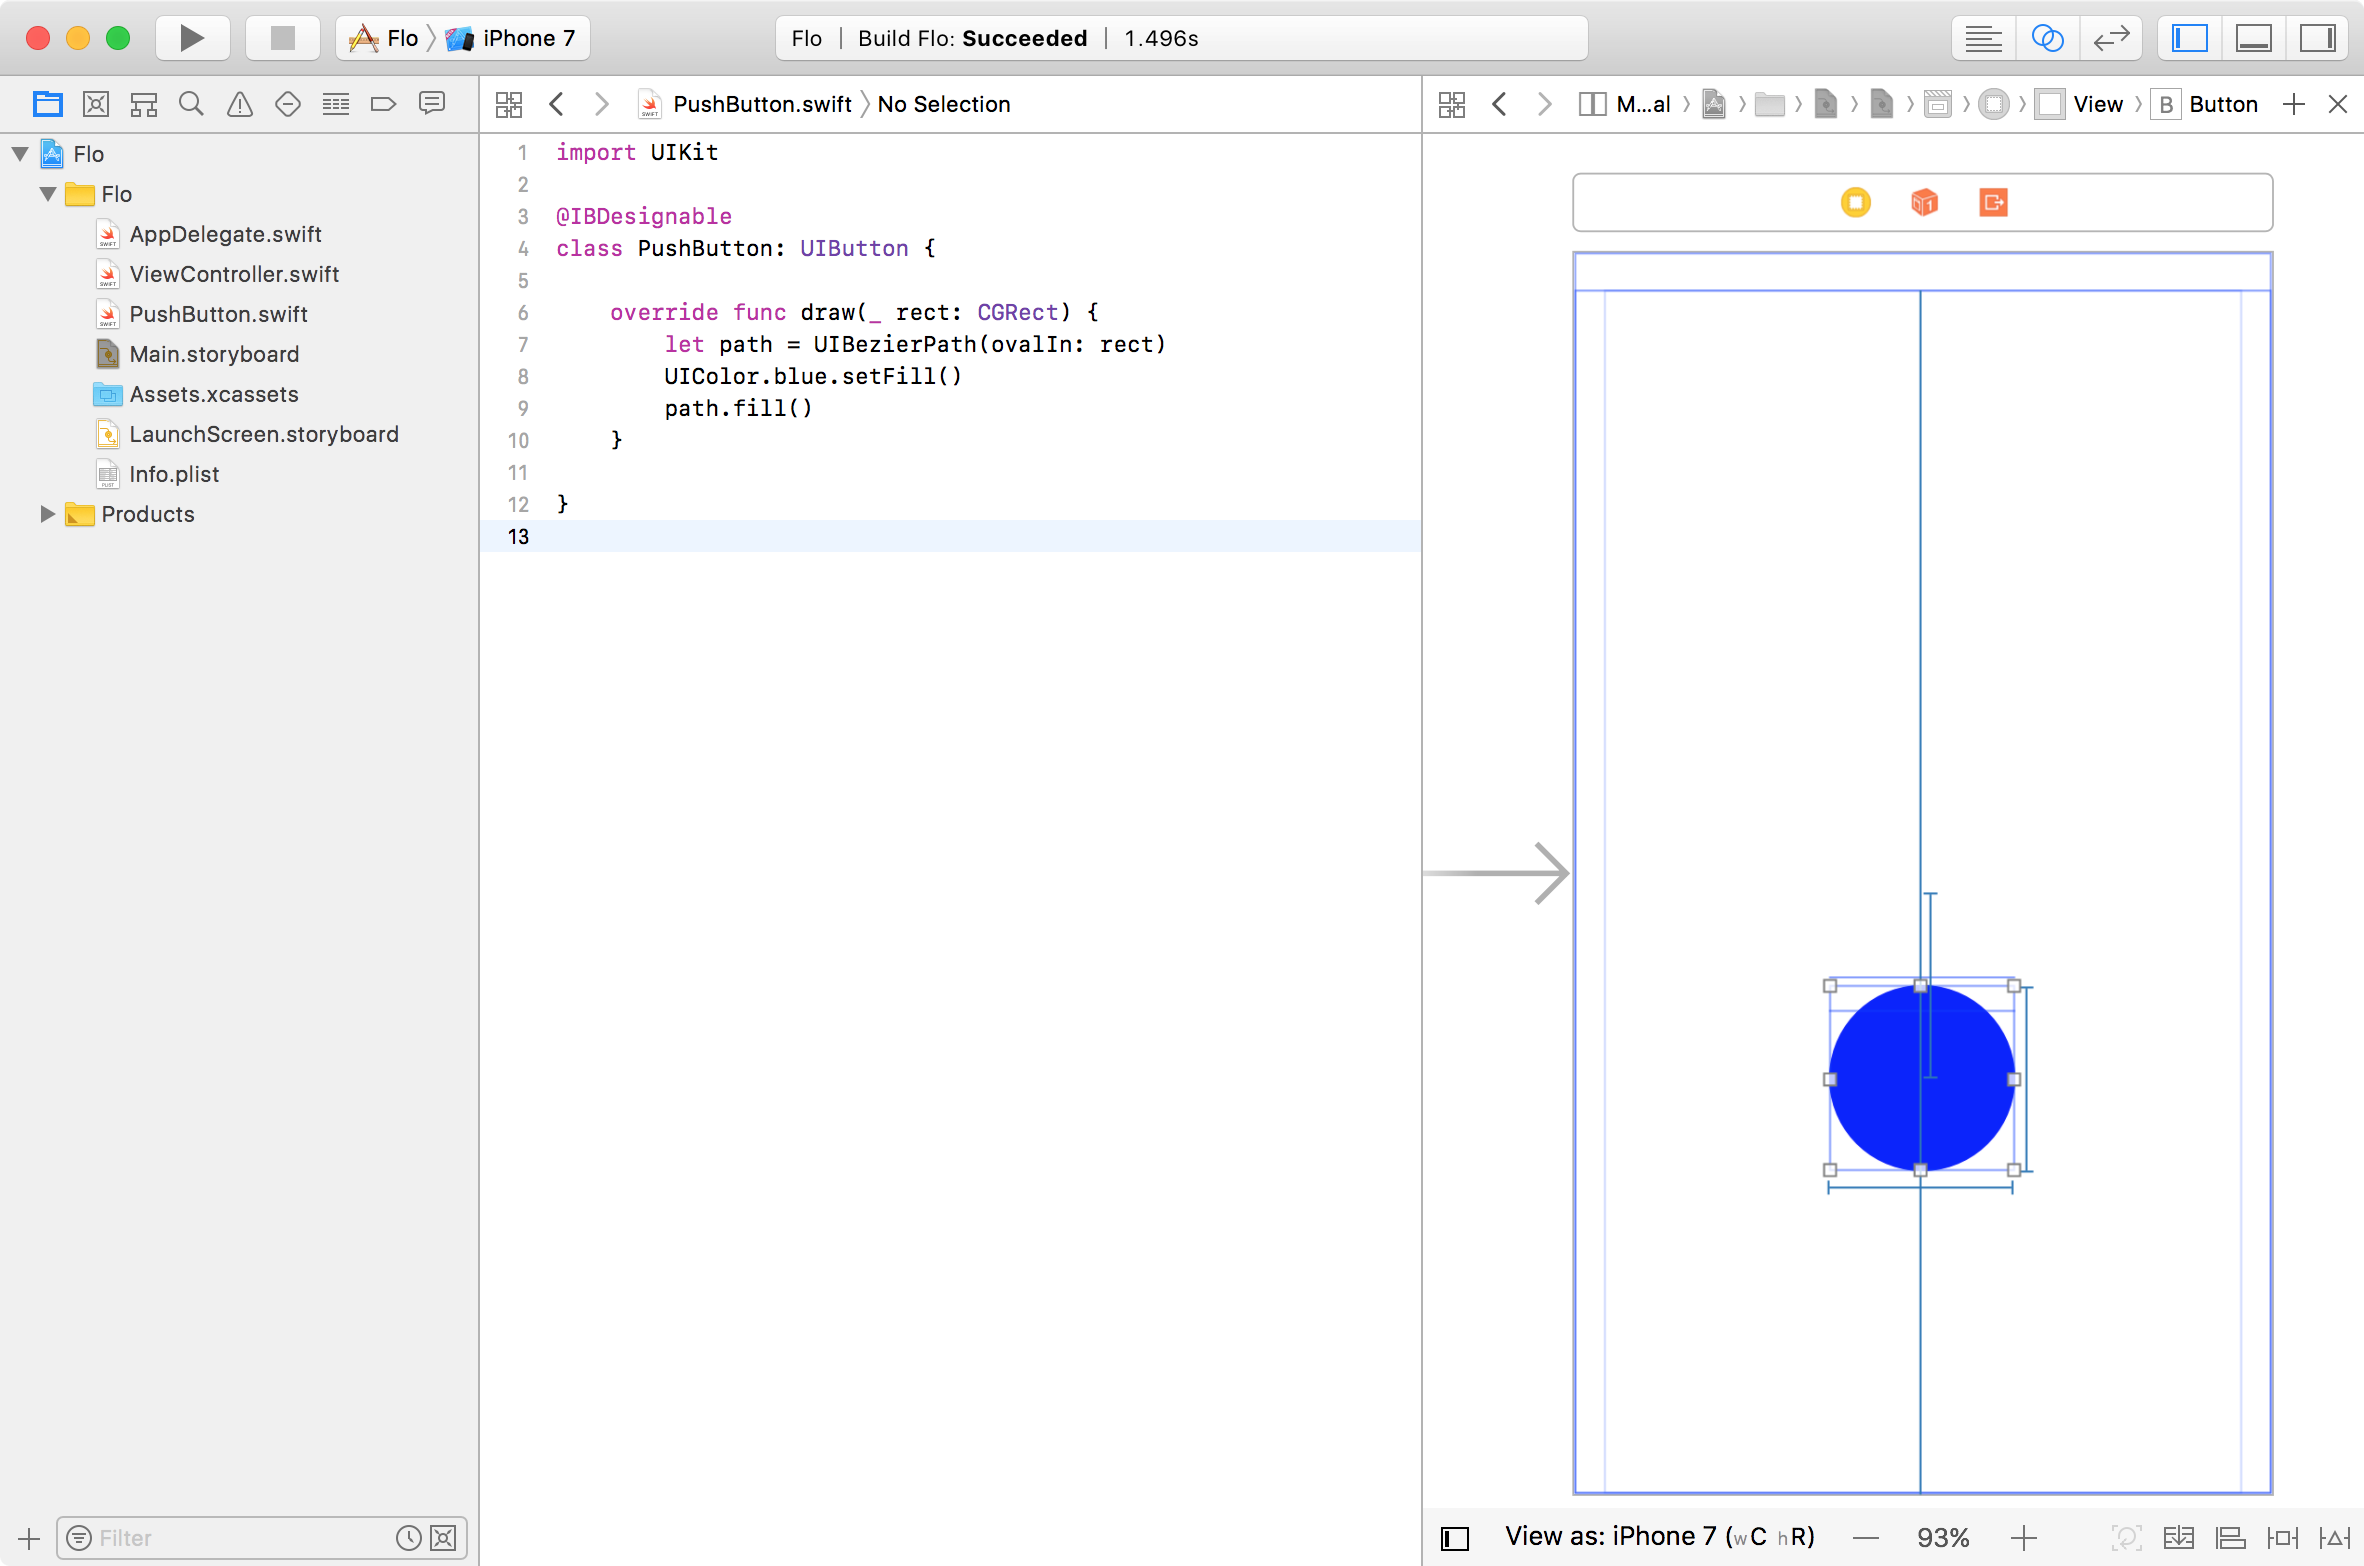 Flo iPhone 7 Flo | Build Flo: Succeeded | 1.496s
PushButton.swift No Selection M...al View B Button
Flo
Flo
AppDelegate.swift
ViewController.swift
PushButton.swift
Main.storyboard
Assets.xcassets
LaunchScreen.storyboard
Info.plist
Products
1 import UIKit
2
3 @IBDesignable
4 class PushButton: UIButton {
5
6 override func draw(_ rect: CGRect) {
7 let path = UIBezierPath(ovalIn: rect)
8 UIColor.blue.setFill()
9 path.fill()
10 }
11
12 }
13
Filter
View as: iPhone 7 (wC hR) — 93% +